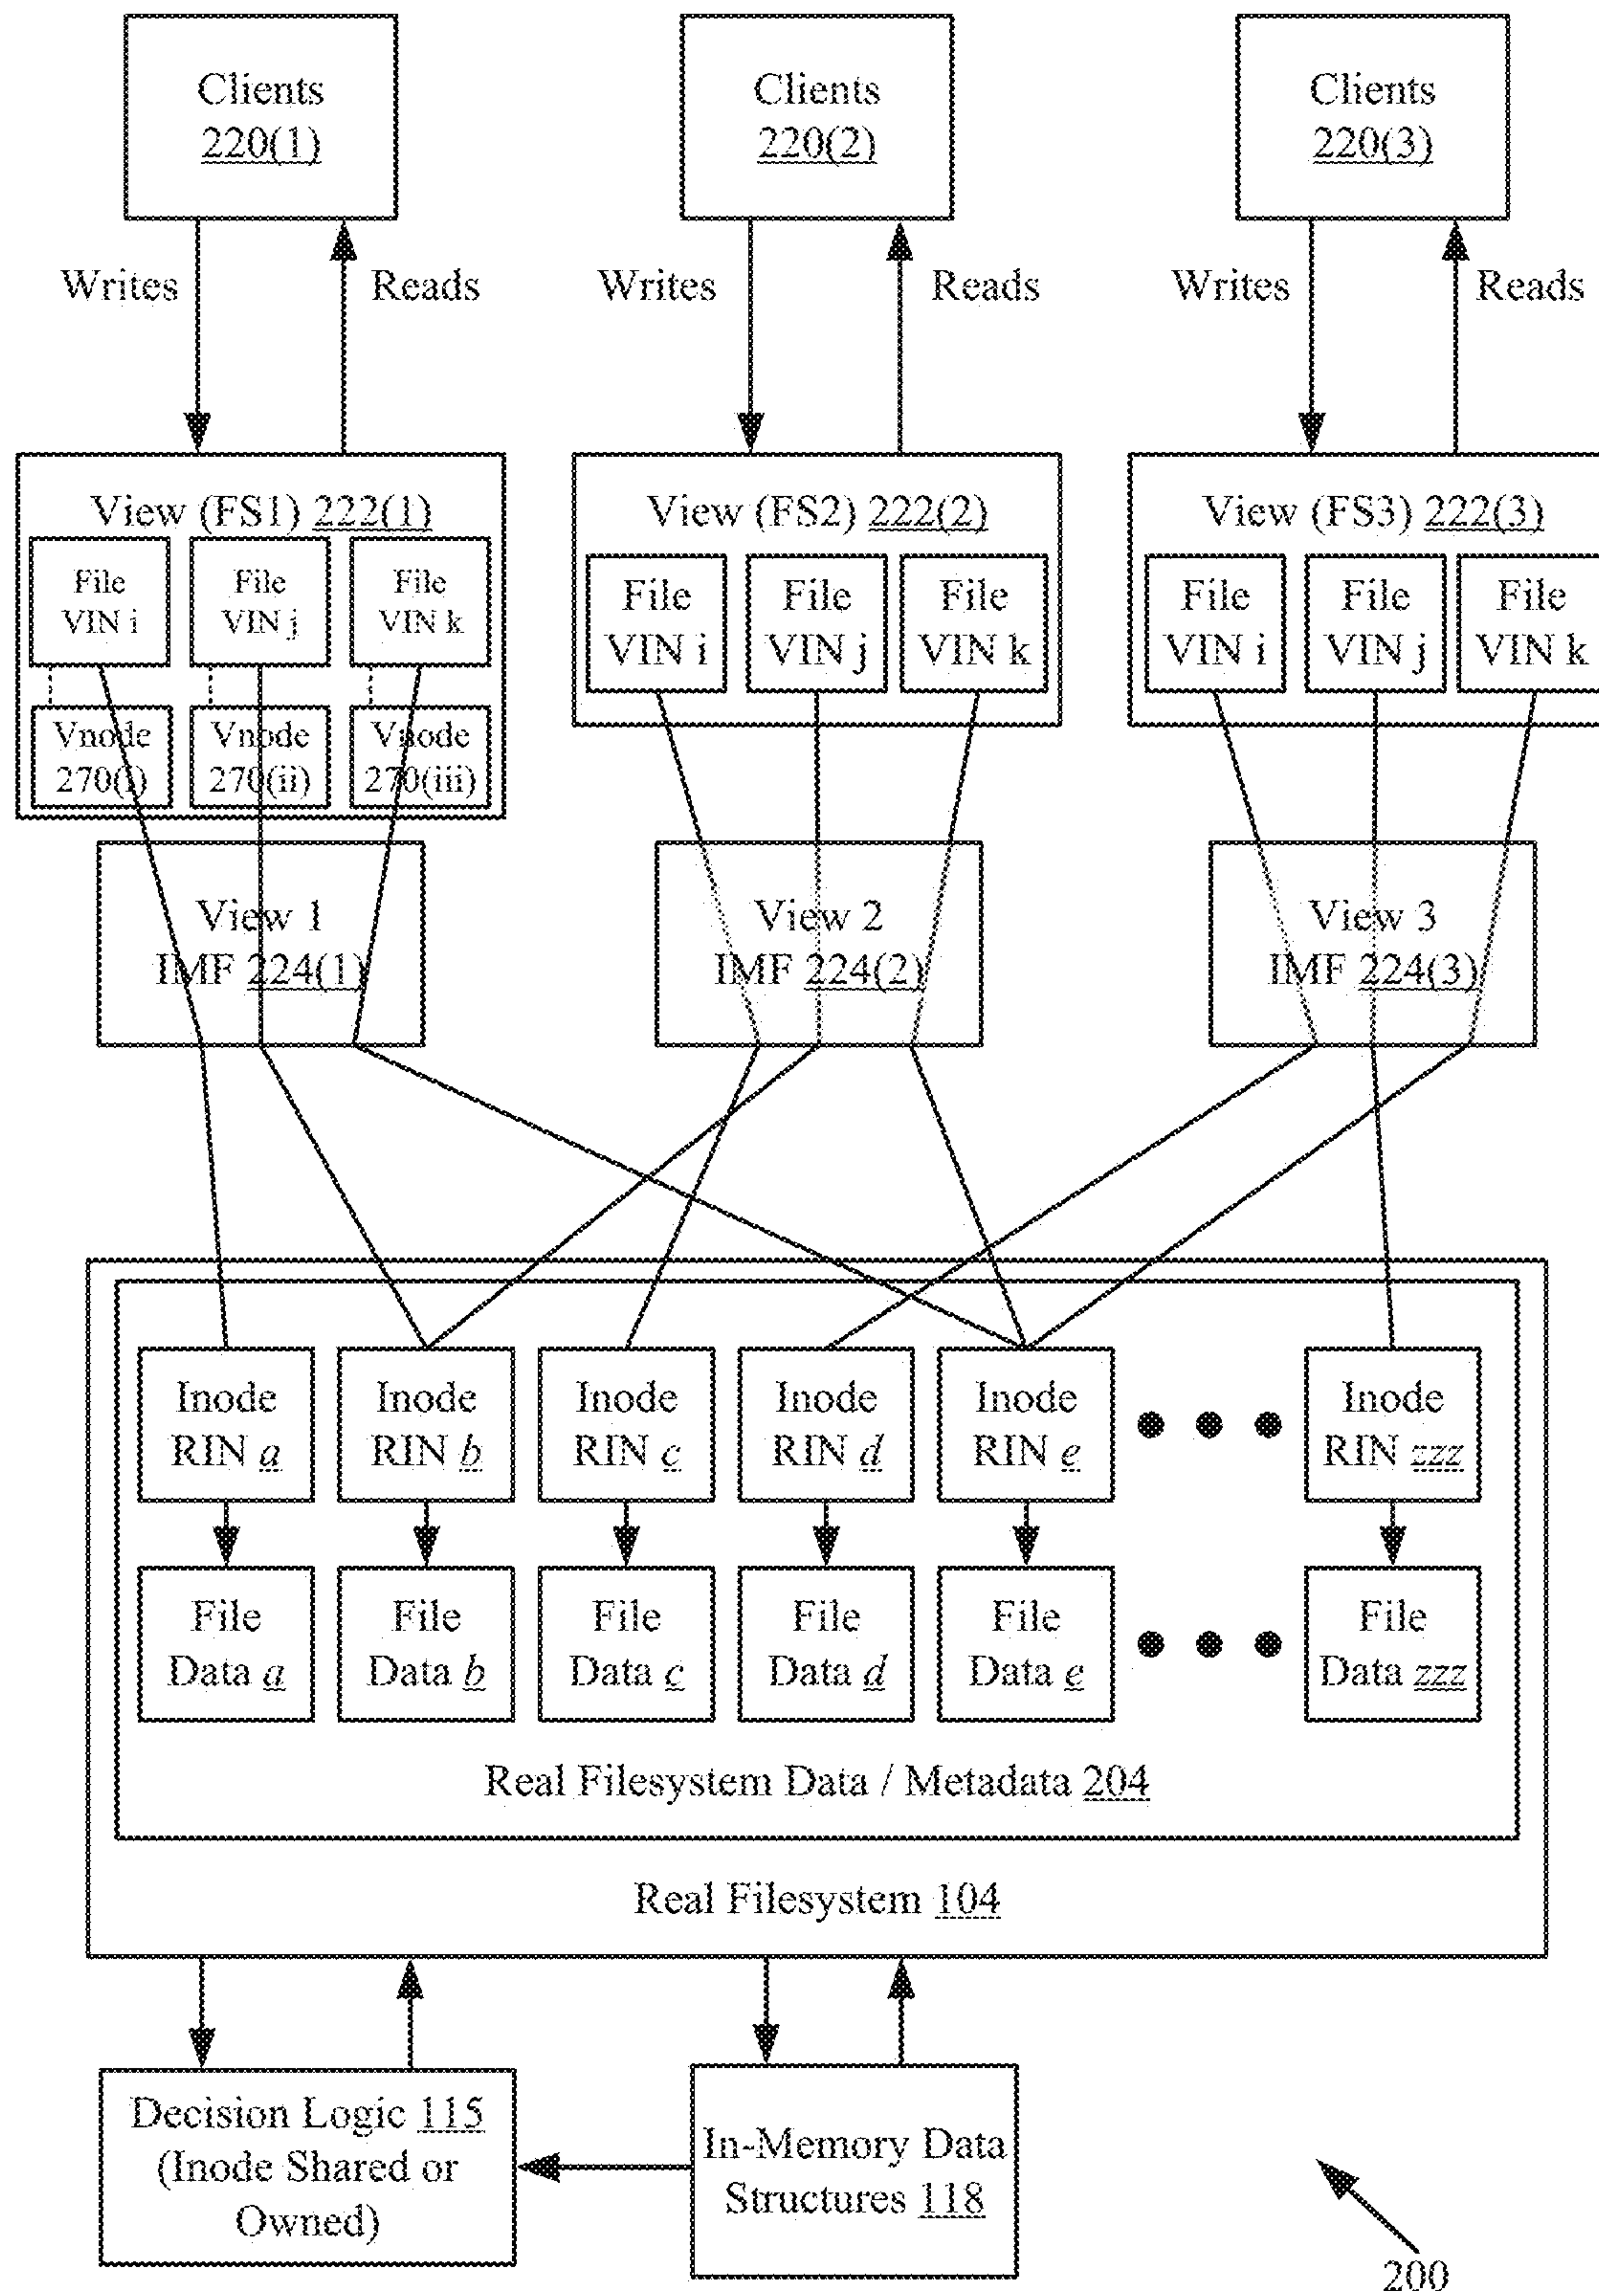 Clients
220(1)
Clients
220(2)
Clients
220(3)
Writes
Reads
Writes
Reads
Writes
Reads
View (FS1) 222(1)
File
VIN i
File
VIN j
File
VIN k
Vnode
270(i)
Vnode
270(ii)
Vnode
270(iii)
View (FS2) 222(2)
File
VIN i
File
VIN j
File
VIN k
View (FS3) 222(3)
File
VIN i
File
VIN j
File
VIN k
View 1
IMF 224(1)
View 2
IMF 224(2)
View 3
IMF 224(3)
Inode
RIN a
Inode
RIN b
Inode
RIN c
Inode
RIN d
Inode
RIN e
Inode
RIN zzz
File
Data a
File
Data b
File
Data c
File
Data d
File
Data e
File
Data zzz
Real Filesystem Data / Metadata 204
Real Filesystem 104
Decision Logic 115
(Inode Shared or
Owned)
In-Memory Data
Structures 118
200